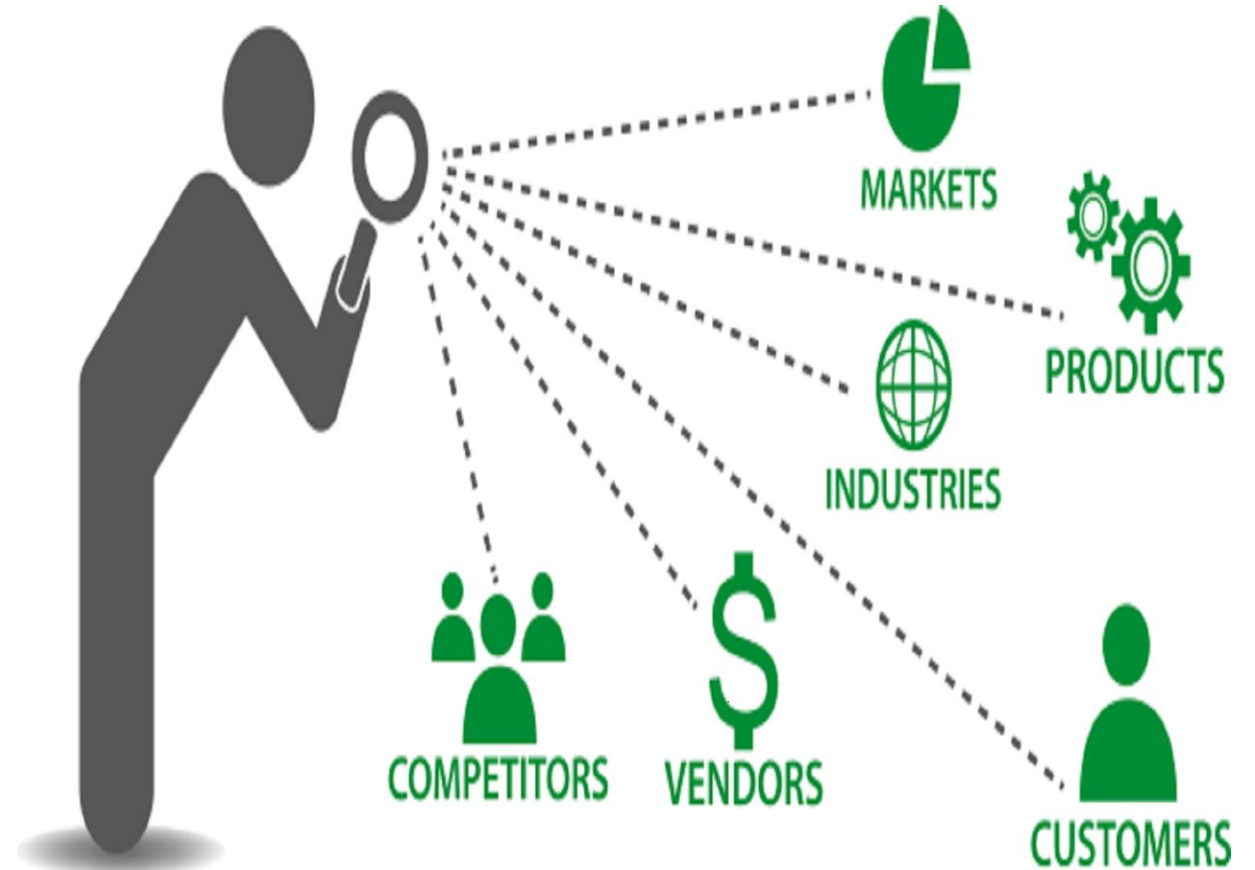 MARKETS
PRODUCTS
INDUSTRIES
COMPETITORS
VENDORS
CUSTOMERS